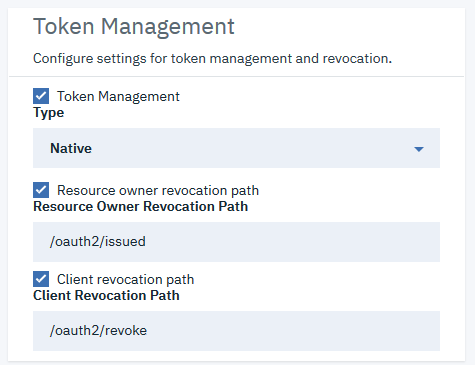 Token Management
Configure settings for token management and revocation.
Token Management
Type
Native
Resource owner revocation path
Resource Owner Revocation Path
/oauth2/issued
Client revocation path
Client Revocation Path
/oauth2/revoke